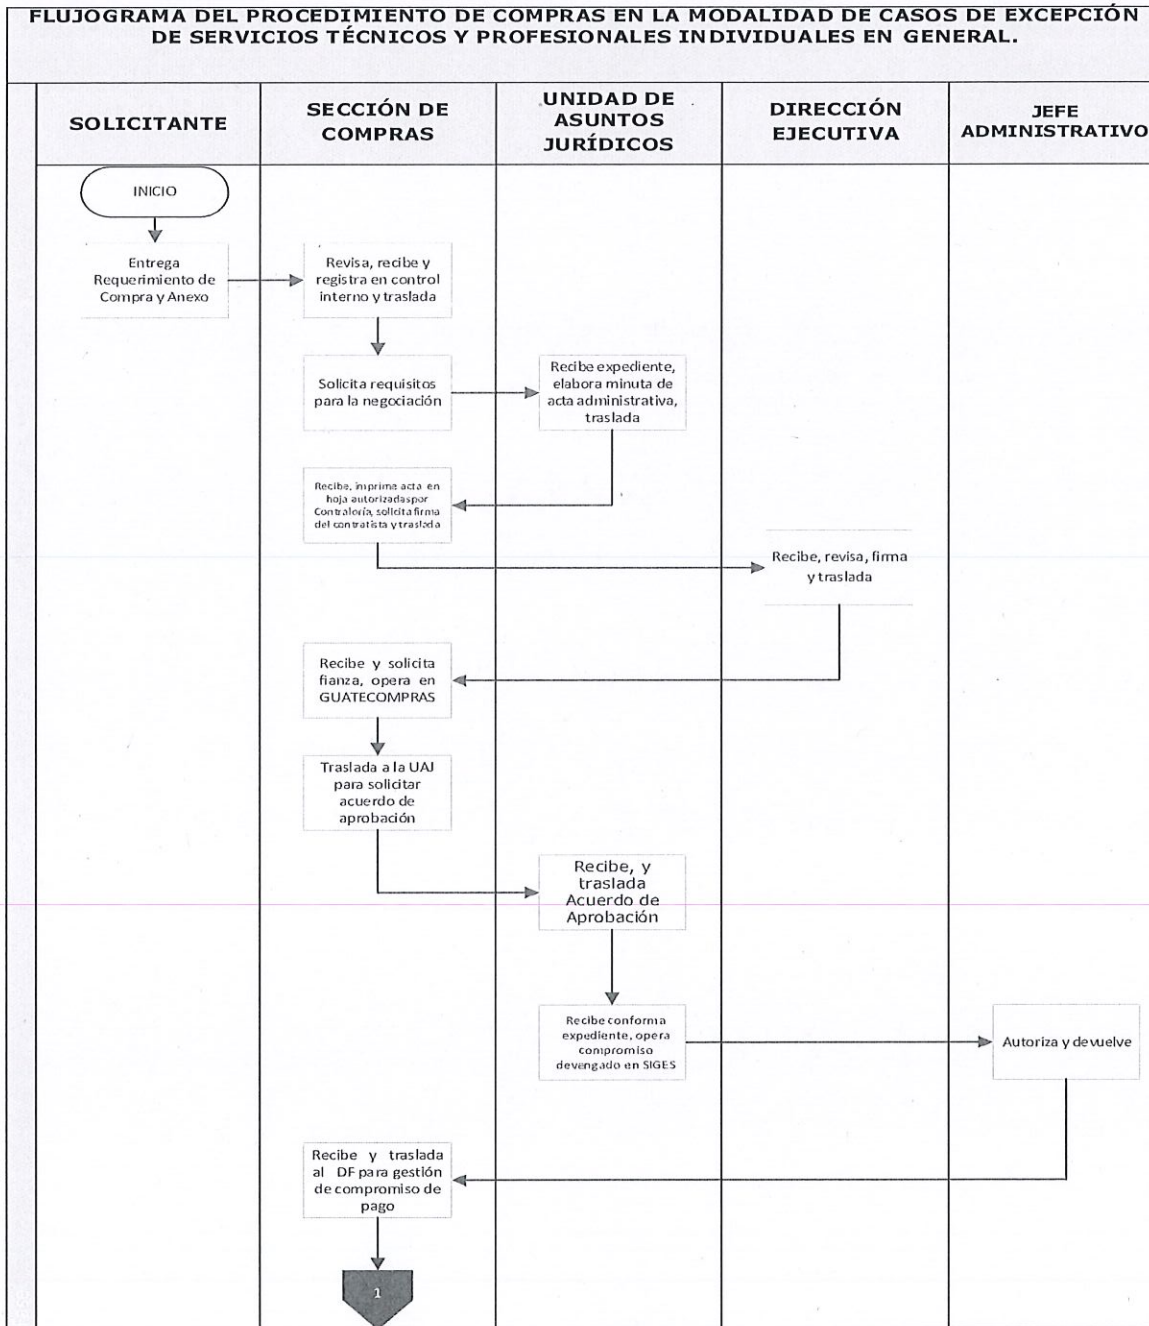 FLUJOGRAMA DEL PROCEDIMIENTO DE COMPRAS EN LA MODALIDAD DE CASOS DE EXCEPCIÓN
DE SERVICIOS TÉCNICOS Y PROFESIONALES INDIVIDUALES EN GENERAL.
SOLICITANTE
SECCIÓN DE
COMPRAS
UNIDAD DE
ASUNTOS
JURÍDICOS
DIRECCIÓN
EJECUTIVA
JEFE
ADMINISTRATIVO
INICIO
Entrega
Requerimiento de
Compra y Anexo
Revisa, recibe y
registra en control
interno y traslada
Solicita requisitos
para la negociación
Recibe expediente,
elabora minuta de
acta administrativa,
traslada
Recibe, imprime acta en
hoja autorizadas por
Contraloría, solicita firma
del contratista y traslada
Recibe, revisa, firma
y traslada
Recibe y solicita
fianza, opera en
GUATECOMPRAS
Traslada a la UAJ
para solicitar
acuerdo de
aprobación
Recibe, y
traslada
Acuerdo de
Aprobación
Recibe conforma
expediente, opera
compromiso
devengado en SIGES
Autoriza y devuelve
Recibe y traslada
al DF para gestión
de compromiso de
pago
1